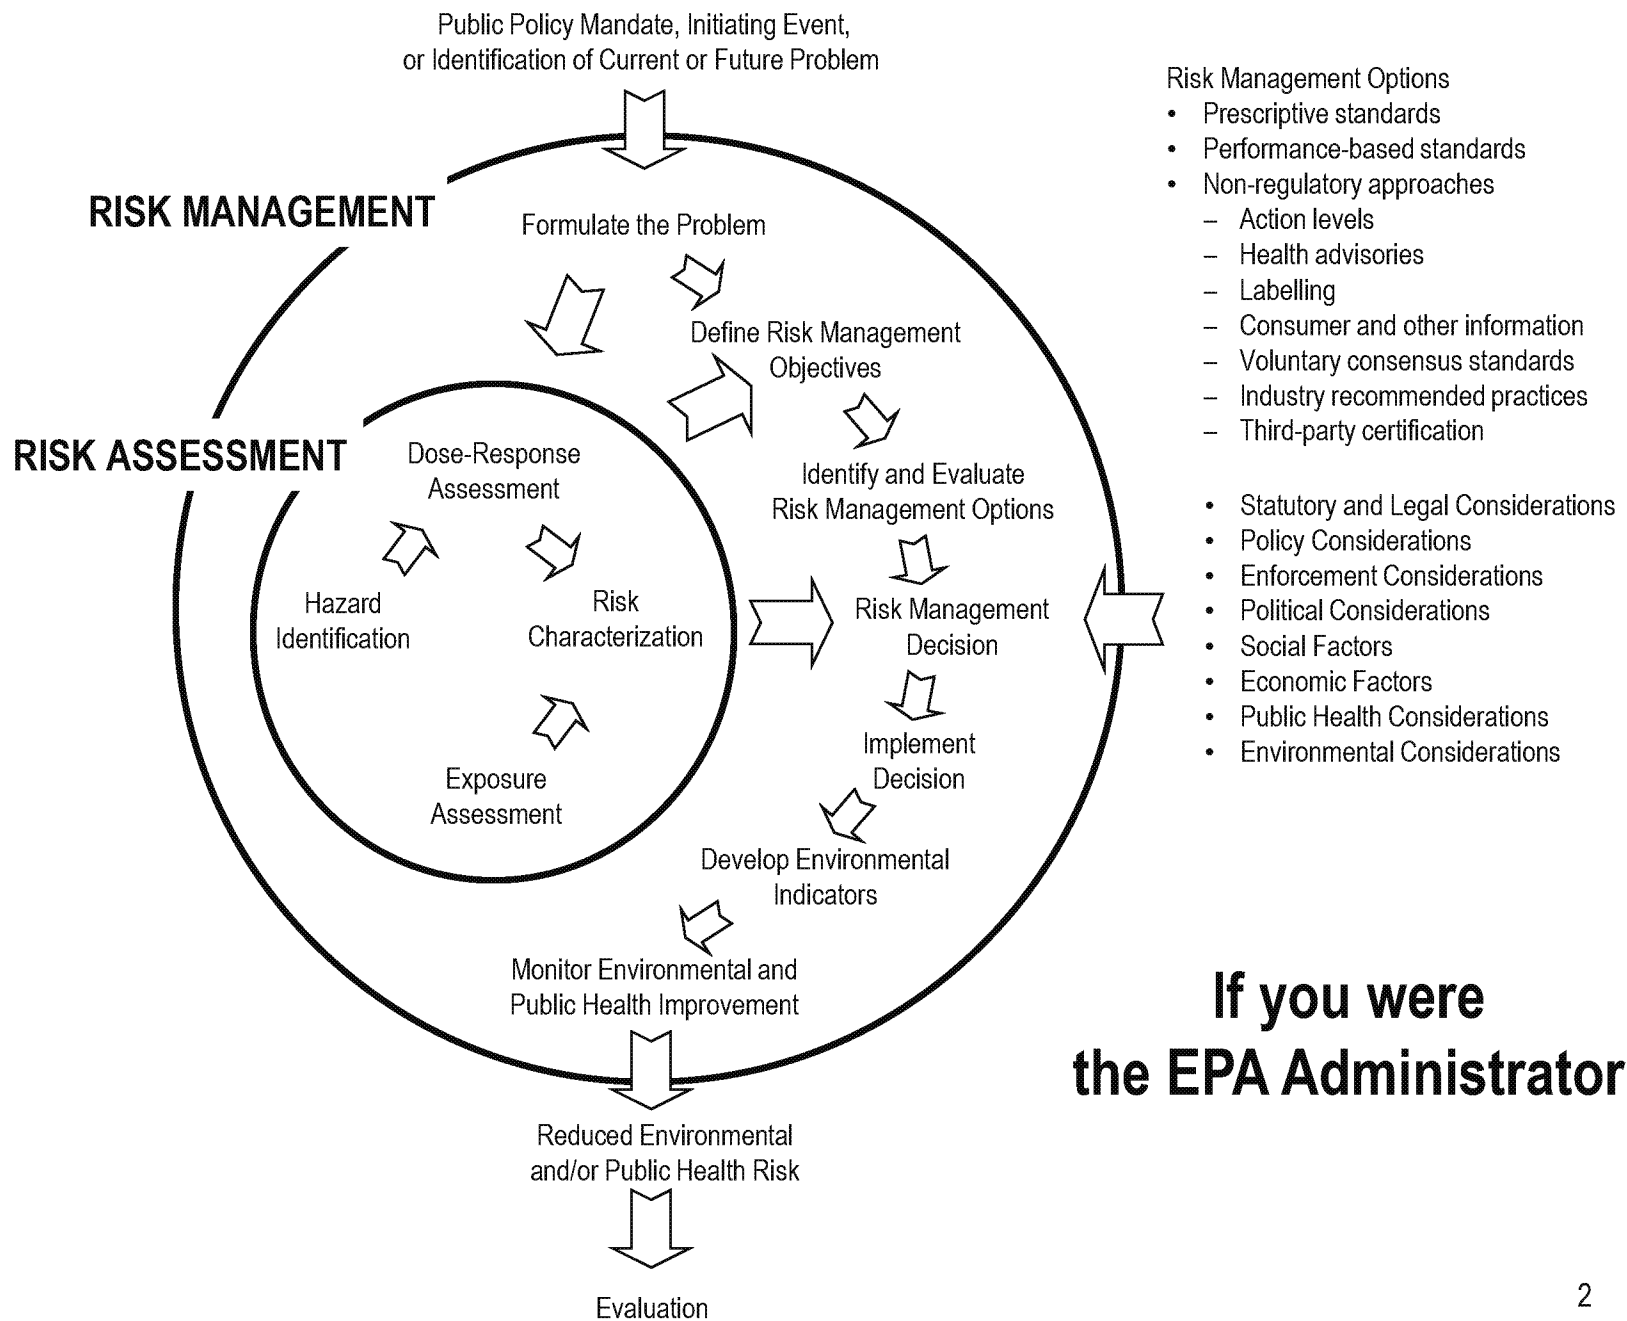 Public Policy Mandate, Initiating Event,
or Identification of Current or Future Problem
RISK MANAGEMENT
Formulate the Problem
Define Risk Management
Objectives
RISK ASSESSMENT
Dose-Response
Assessment
Identify and Evaluate
Risk Management Options
Hazard
Identification
Risk
Characterization
Risk Management
Decision
Exposure
Assessment
Implement
Decision
Develop Environmental
Indicators
Monitor Environmental and
Public Health Improvement
Reduced Environmental
and/or Public Health Risk
Evaluation
Risk Management Options
• Prescriptive standards
• Performance-based standards
• Non-regulatory approaches
– Action levels
– Health advisories
– Labelling
– Consumer and other information
– Voluntary consensus standards
– Industry recommended practices
– Third-party certification
• Statutory and Legal Considerations
• Policy Considerations
• Enforcement Considerations
• Political Considerations
• Social Factors
• Economic Factors
• Public Health Considerations
• Environmental Considerations
If you were
the EPA Administrator
2